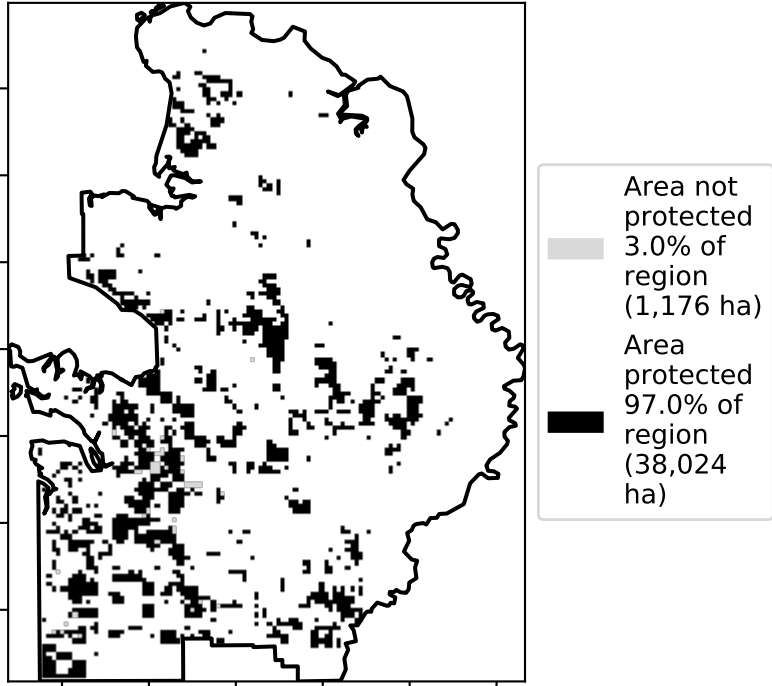 Area not
protected
3.0% of
region
(1,176 ha)
Area
protected
97.0% of
region
(38,024
ha)